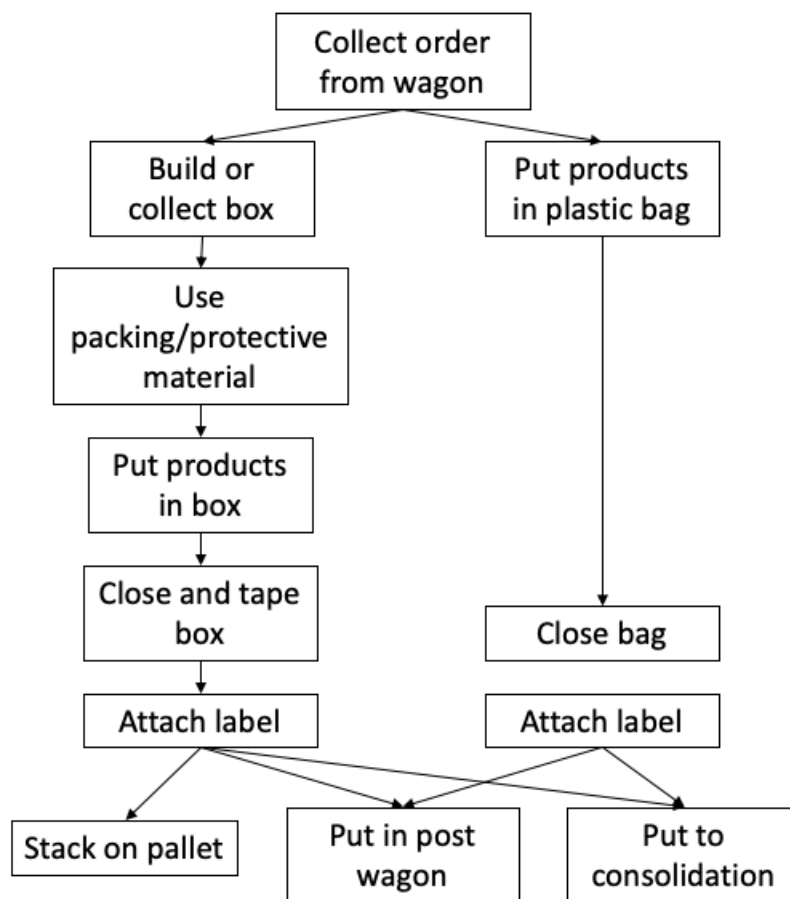 Collect order
from wagon
Build or
collect box
Put products
in plastic bag
Use
packing/protective
material
Put products
in box
Close and tape
box
Close bag
Attach label
Attach label
Stack on pallet
Put in post
wagon
Put to
consolidation